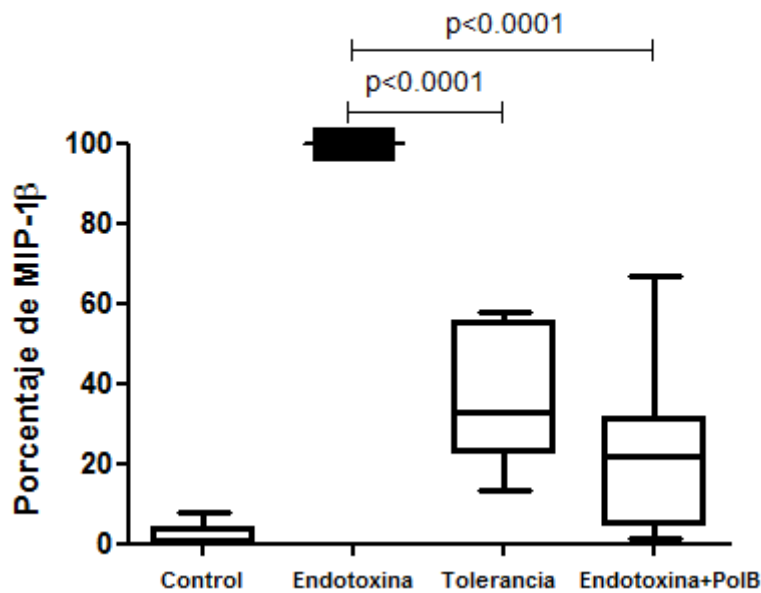 p<0.0001
p<0.0001
Porcentaje de MIP-1β
100
80
60
40
20
0
Control Endotoxina Tolerancia Endotoxina+PolB